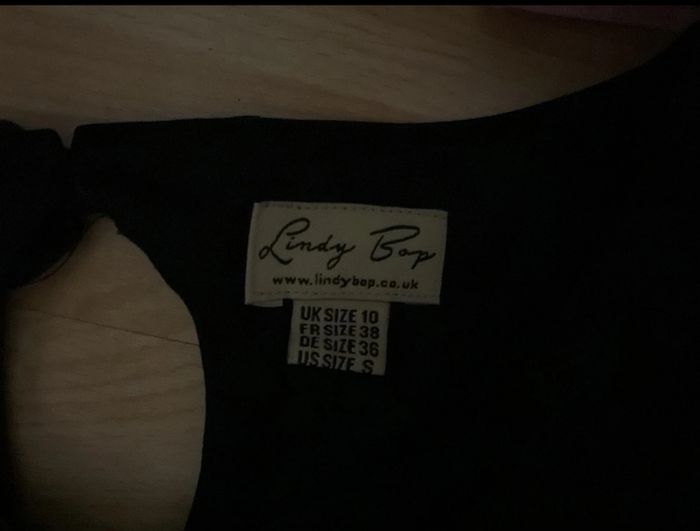 Lindy Bop
www.lindybop.co.uk
UK SIZE 10
FR SIZE 38
DE SIZE 36
US SIZE S